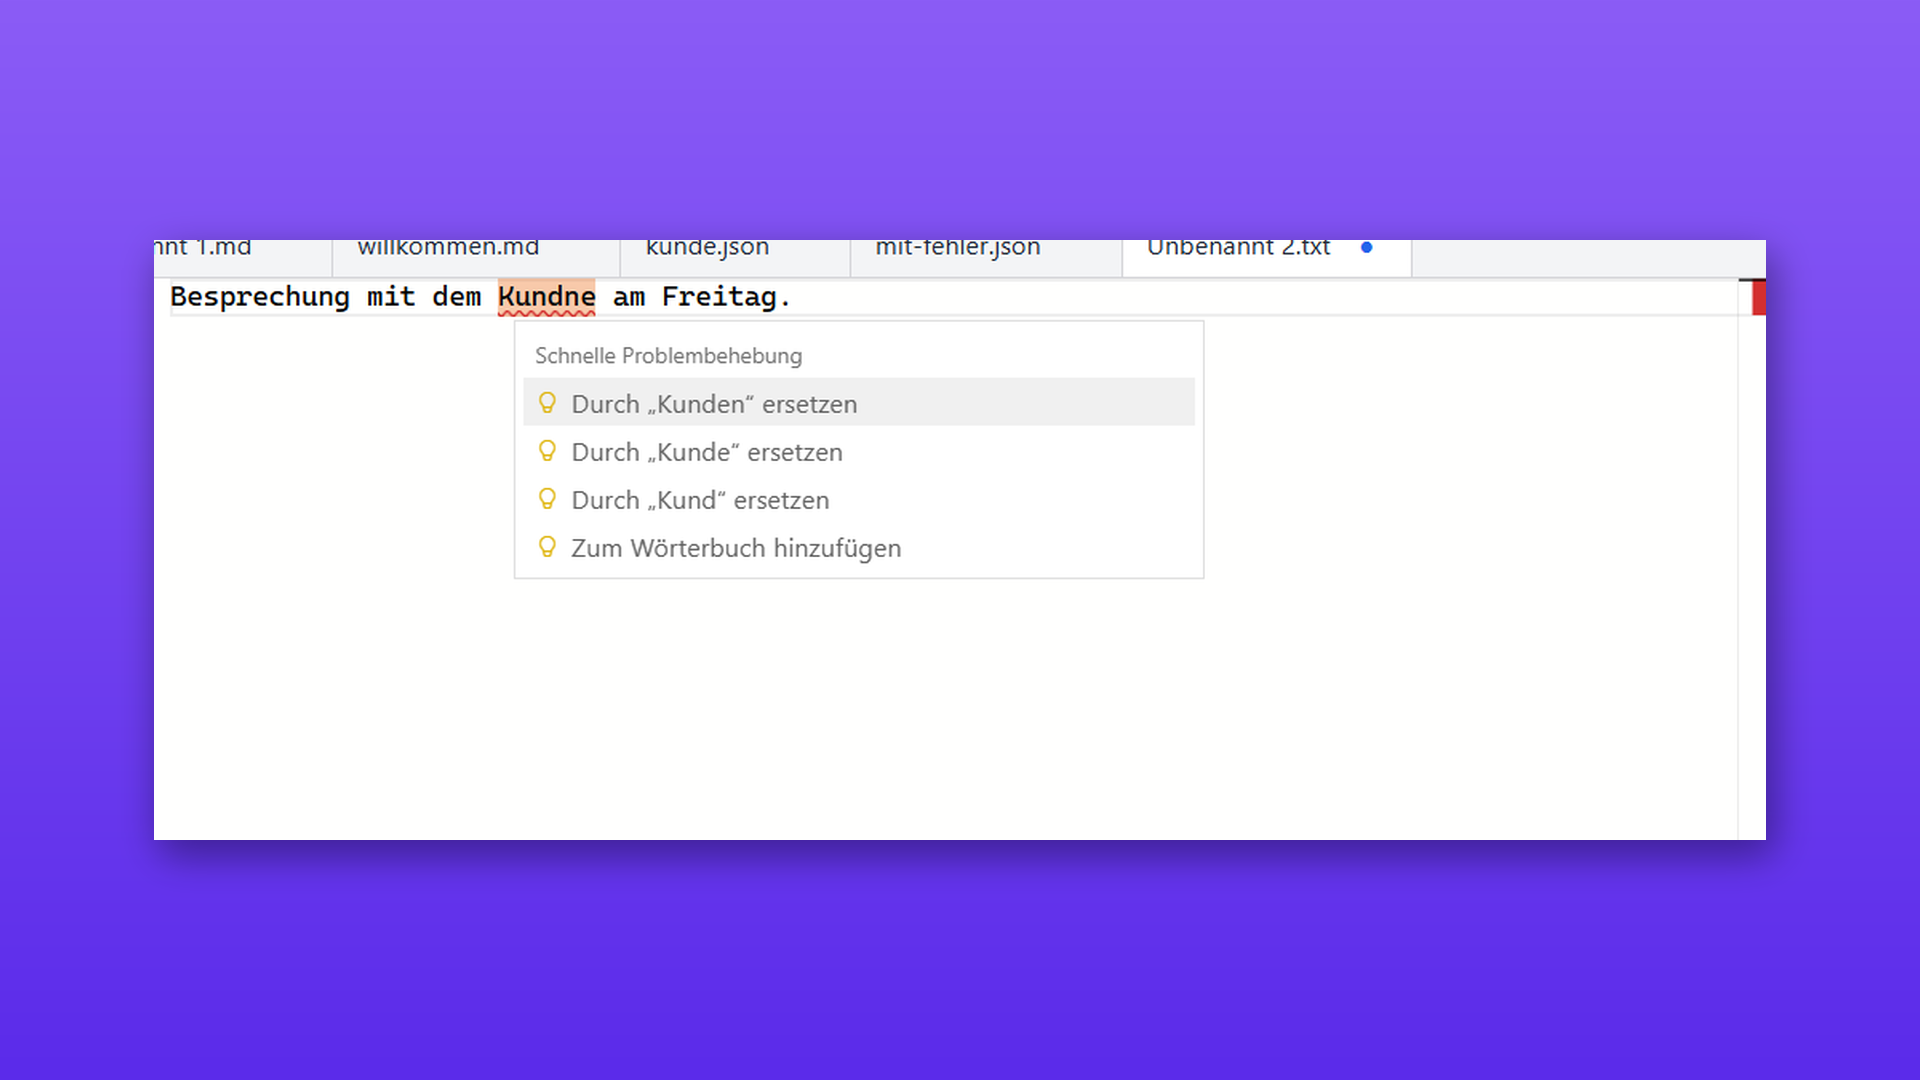 nnt 1.md willkommen.md kunde.json mit-fehler.json Unbenannt 2.txt
Besprechung mit dem Kundne am Freitag.
Schnelle Problembehebung
Durch „Kunden“ ersetzen
Durch „Kunde“ ersetzen
Durch „Kund“ ersetzen
Zum Wörterbuch hinzufügen